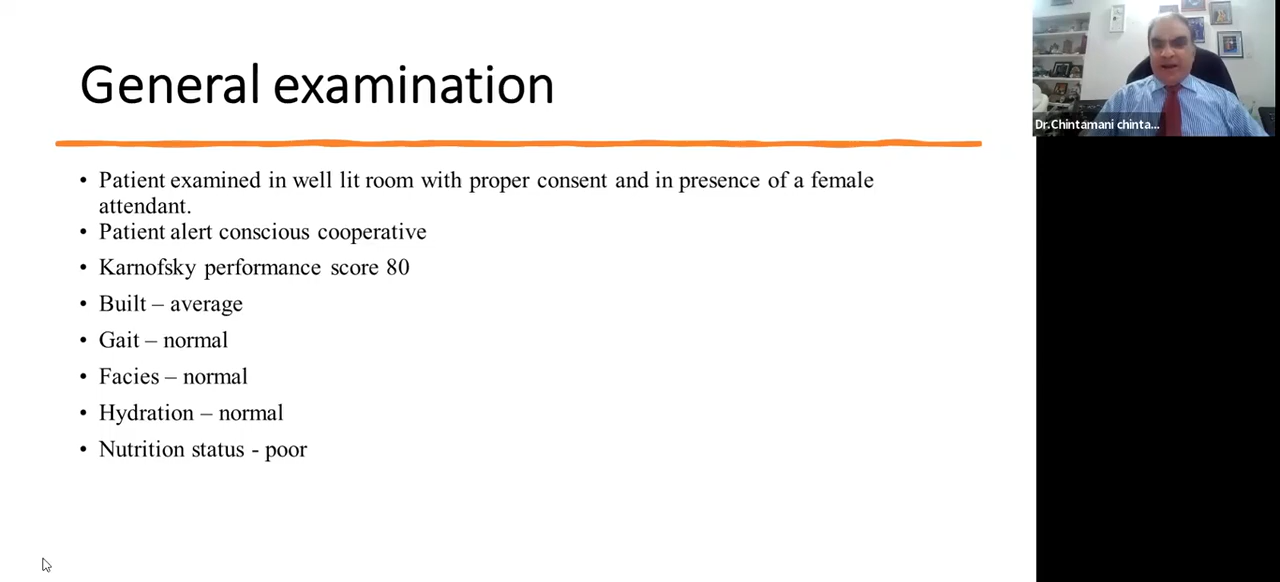 General examination
• Patient examined in well lit room with proper consent and in presence of a female
attendant.
• Patient alert conscious cooperative
• Karnofsky performance score 80
• Built – average
• Gait – normal
• Facies – normal
• Hydration – normal
• Nutrition status - poor
Dr.Chintamani chinta...